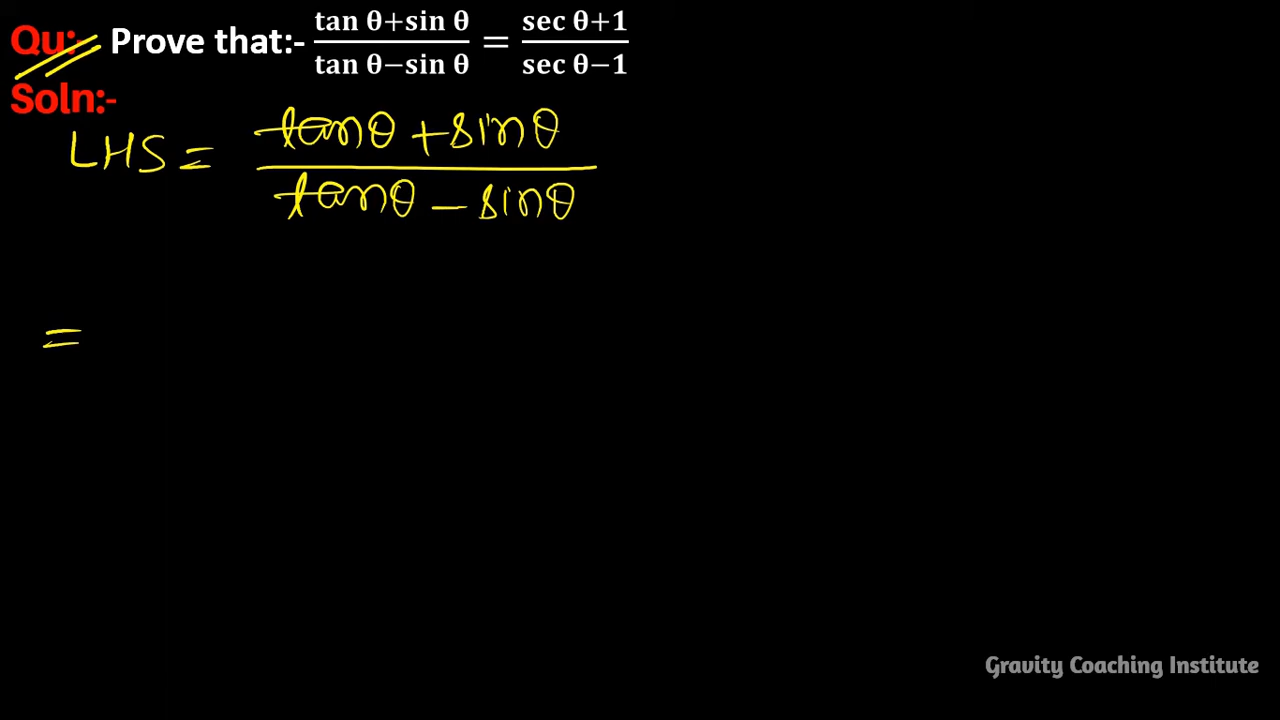 Qu:- Prove that:- (tan θ+sin θ)/(tan θ−sin θ) = (sec θ+1)/(sec θ−1)
Soln:-
LHS = (tanθ + sinθ)/(tanθ − sinθ)
=
Gravity Coaching Institute